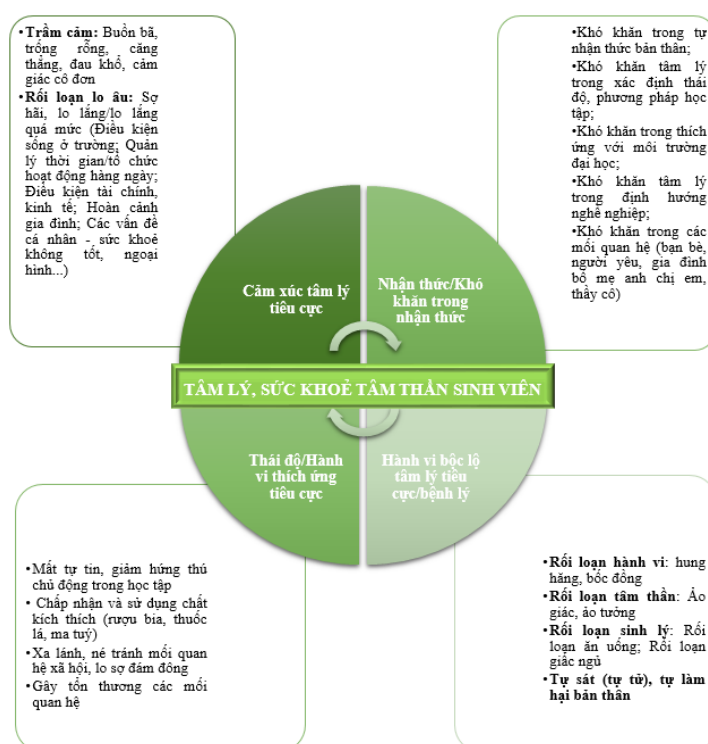 •Trầm cảm: Buồn bã,
trống rỗng, căng
thẳng, đau khổ, cảm
giác cô đơn
•Rối loạn lo âu: Sợ
hãi, lo lắng/lo lắng
quá mức (Điều kiện
sống ở trường; Quản
lý thời gian/tổ chức
hoạt động hàng ngày;
Điều kiện tài chính,
kinh tế; Hoàn cảnh
gia đình; Các vấn đề
cá nhân - sức khoẻ
không tốt, ngoại
hình...)
•Khó khăn trong tự
nhận thức bản thân;
•Khó khăn tâm lý
trong xác định thái
độ, phương pháp học
tập;
•Khó khăn trong thích
ứng với môi trường
đại học;
•Khó khăn tâm lý
trong định hướng
nghề nghiệp;
•Khó khăn trong các
mối quan hệ (bạn bè,
người yêu, gia đình
bố mẹ anh chị em,
thầy cô)
Cảm xúc tâm lý
tiêu cực
Nhận thức/Khó
khăn trong
nhận thức
TÂM LÝ, SỨC KHOẺ TÂM THẦN SINH VIÊN
Thái độ/Hành
vi thích ứng
tiêu cực
Hành vi bộc lộ
tâm lý tiêu
cực/bệnh lý
•Mất tự tin, giảm hứng thú
chủ động trong học tập
• Chấp nhận và sử dụng chất
kích thích (rượu bia, thuốc
lá, ma tuý)
•Xa lánh, né tránh mối quan
hệ xã hội, lo sợ đám đông
•Gây tổn thương các mối
quan hệ
•Rối loạn hành vi: hung
hăng, bốc đồng
•Rối loạn tâm thần: Ảo
giác, ảo tưởng
•Rối loạn sinh lý: Rối
loạn ăn uống; Rối loạn
giấc ngủ
•Tự sát (tự tử), tự làm
hại bản thân